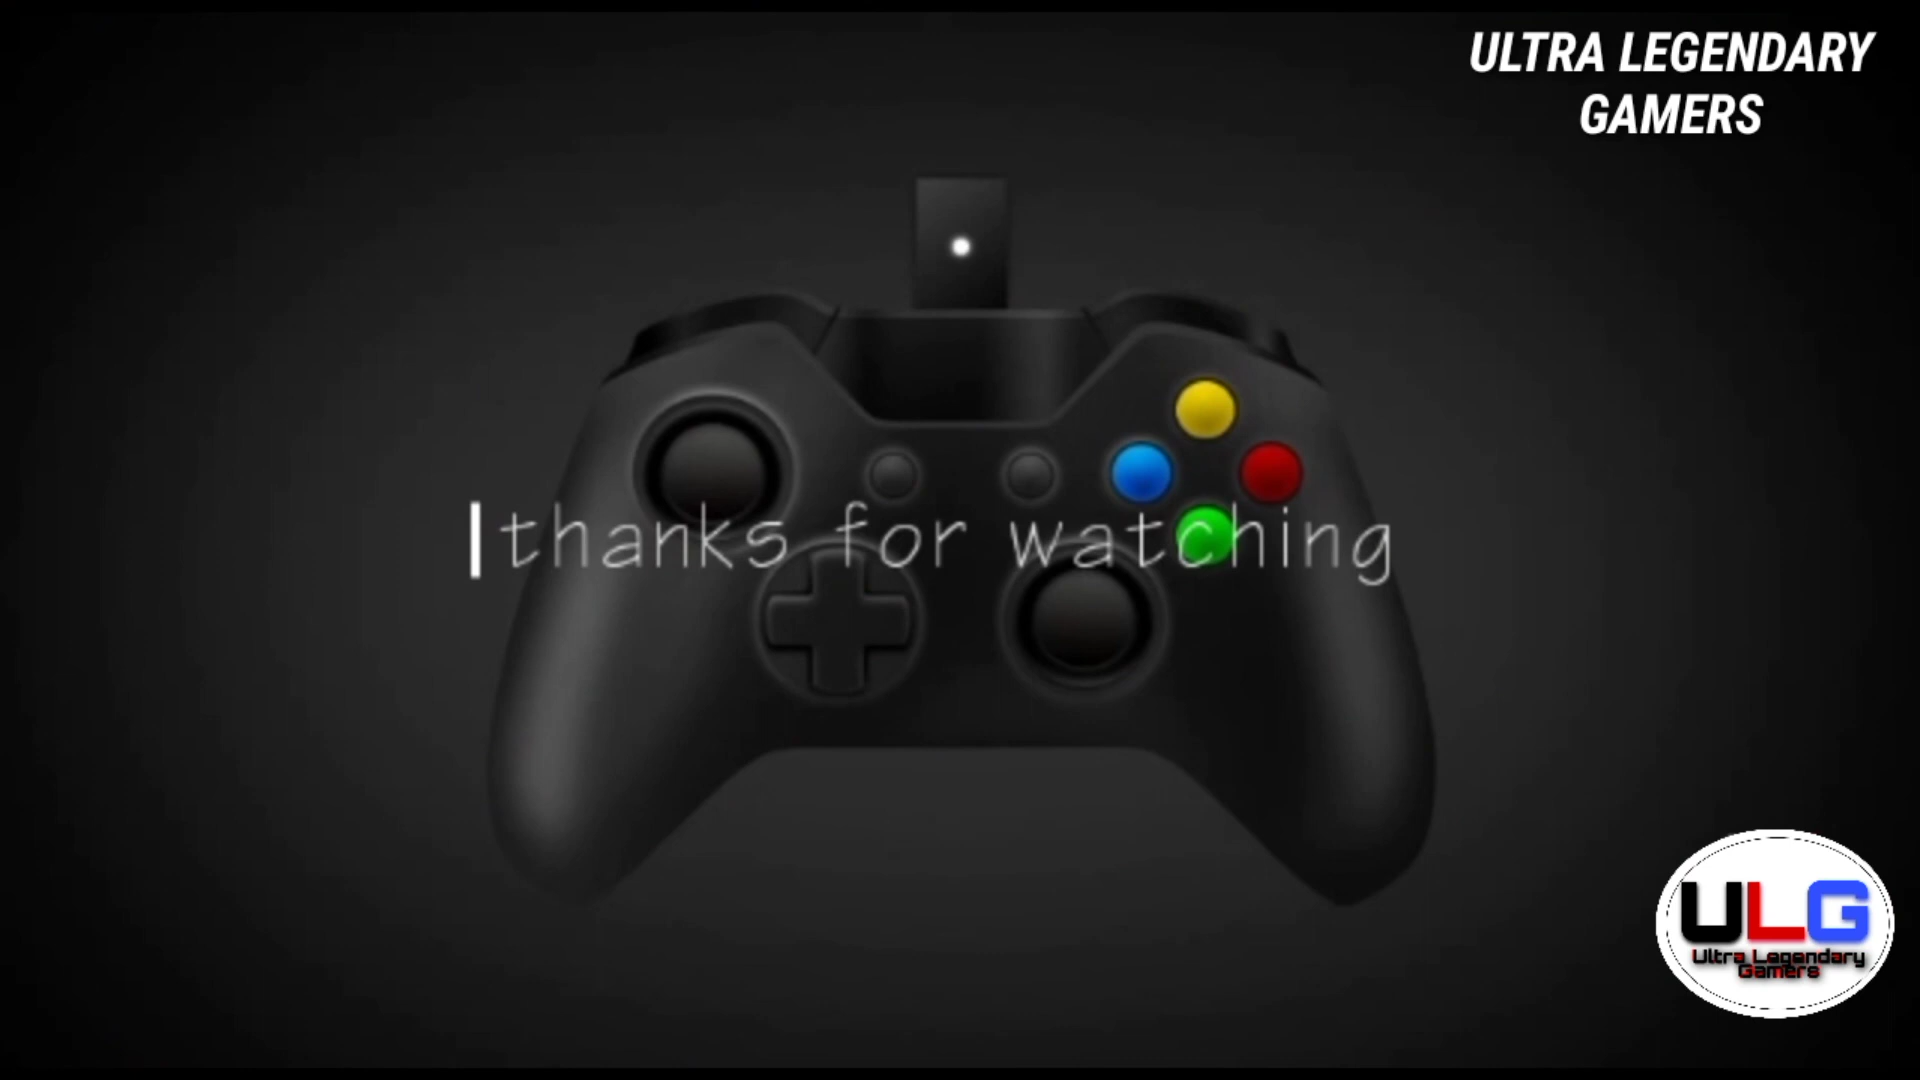 ULTRA LEGENDARY
GAMERS
thanks for watching
ULG
Ultra Legendary
Gamers